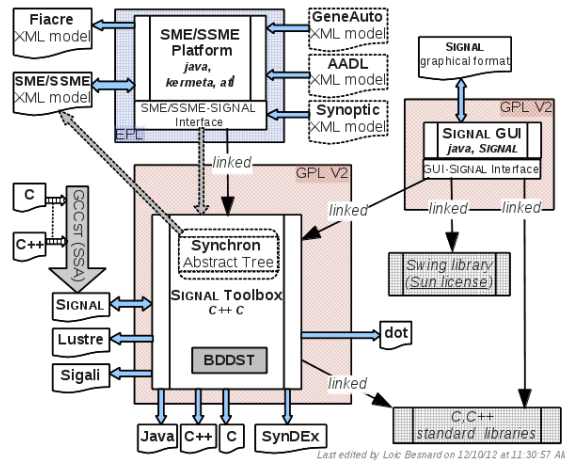 Fiacre
XML model
SME/SSME
XML model
SME/SSME
Platform
java,
kermeta, atl
SME/SSME-SIGNAL
Interface
EPL
GeneAuto
XML model
AADL
XML model
Synoptic
XML model
SIGNAL
graphical format
GPL V2
SIGNAL GUI
java, SIGNAL
GUI-SIGNAL Interface
linked
GPL V2
linked
linked
linked
C
C++
GCC ST (SSA)
Synchron
Abstract Tree
SIGNAL TOOLBOX
C++ C
BDDST
Swing library
(Sun license)
SIGNAL
Lustre
Sigali
dot
linked
Java
C++
C
SynDEx
C,C++
standard libraries
Last edited by Loic Besnard on 12/10/12 at 11:30:57 AM